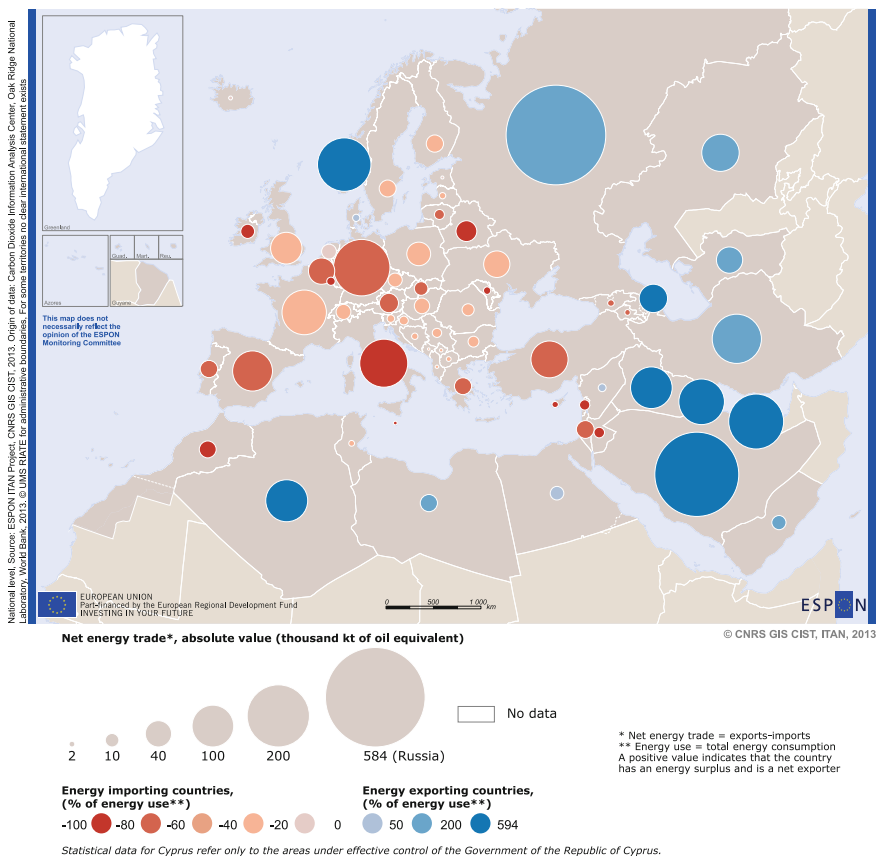 National level, Source: ESPON ITAN Project, CNRS GIS CIST, 2013. Origin of data: Carbon Dioxide Information Analysis Center, Oak Ridge National
Laboratory, World Bank, 2013. © UMS RIATE for administrative boundaries. For some territories no clear international statement exists
Greenland
Guad.
Mart.
Reu.
Azores
Guyane
This map does not
necessarily reflect the
opinion of the ESPON
Monitoring Committee
EUROPEAN UNION
Part-financed by the European Regional Development Fund
INVESTING IN YOUR FUTURE
500
1 000
km
ESPON
© CNRS GIS CIST, ITAN, 2013
Net energy trade*, absolute value (thousand kt of oil equivalent)
2
10
40
100
200
584 (Russia)
No data
* Net energy trade = exports-imports
** Energy use = total energy consumption
A positive value indicates that the country
has an energy surplus and is a net exporter
Energy importing countries,
(% of energy use**)
-100
-80
-60
-40
-20
0
Energy exporting countries,
(% of energy use**)
50
200
594
Statistical data for Cyprus refer only to the areas under effective control of the Government of the Republic of Cyprus.